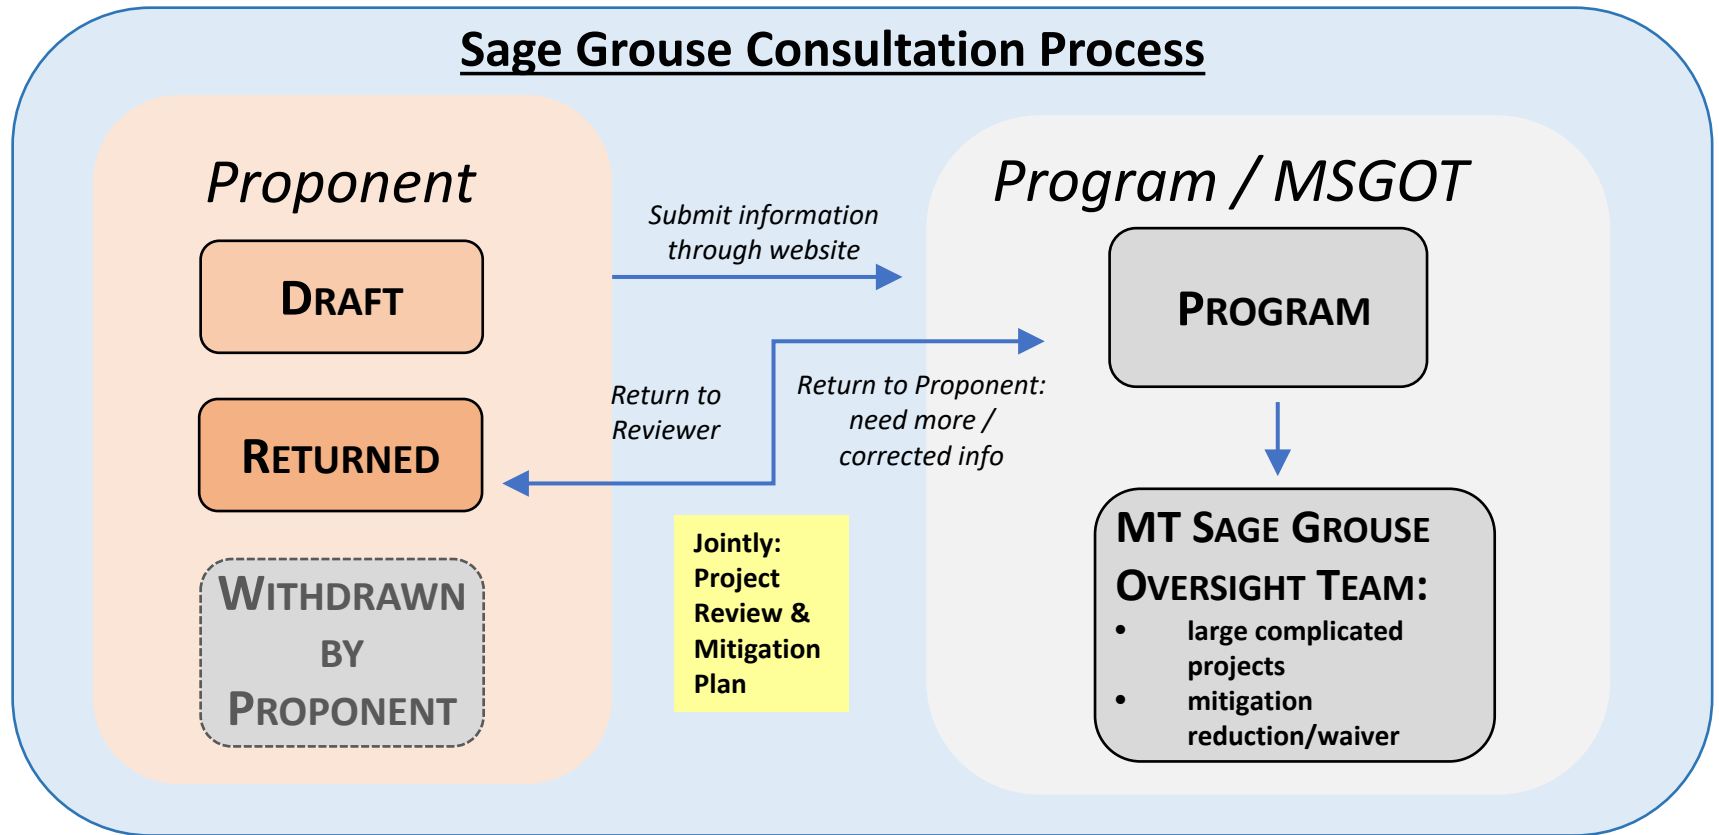 Sage Grouse Consultation Process
Proponent
DRAFT
RETURNED
WITHDRAWN
BY
PROPONENT
Submit information
through website
Return to
Reviewer
Return to Proponent:
need more /
corrected info
Jointly:
Project
Review &
Mitigation
Plan
Program / MSGOT
PROGRAM
MT SAGE GROUSE
OVERSIGHT TEAM:
• large complicated
projects
• mitigation
reduction/waiver